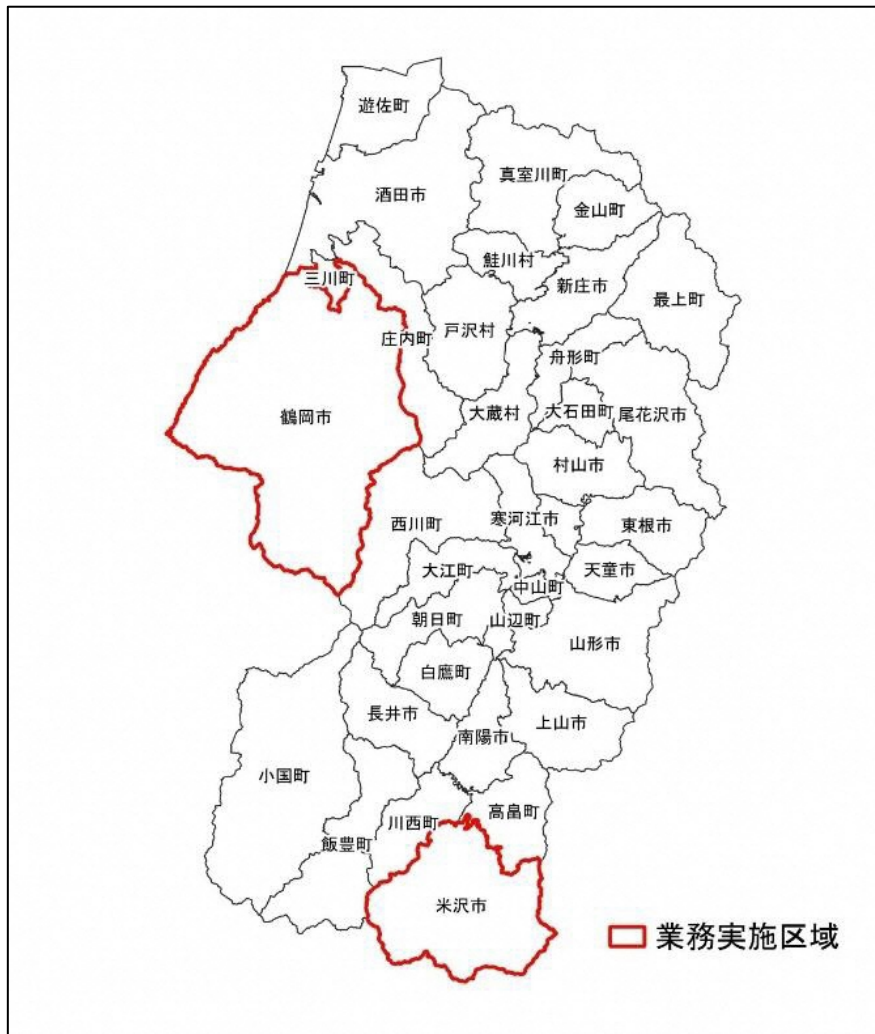 遊佐町
真室川町
酒田市
金山町
鮭川村
三川町
新庄市
最上町
戸沢村
庄内町
舟形町
鶴岡市
大蔵村
大石田町
尾花沢市
村山市
西川町
寒河江市
東根市
大江町
天童市
中山町
朝日町
山辺町
山形市
白鷹町
長井市
南陽市
上山市
小国町
高畠町
川西町
飯豊町
米沢市
業務実施区域